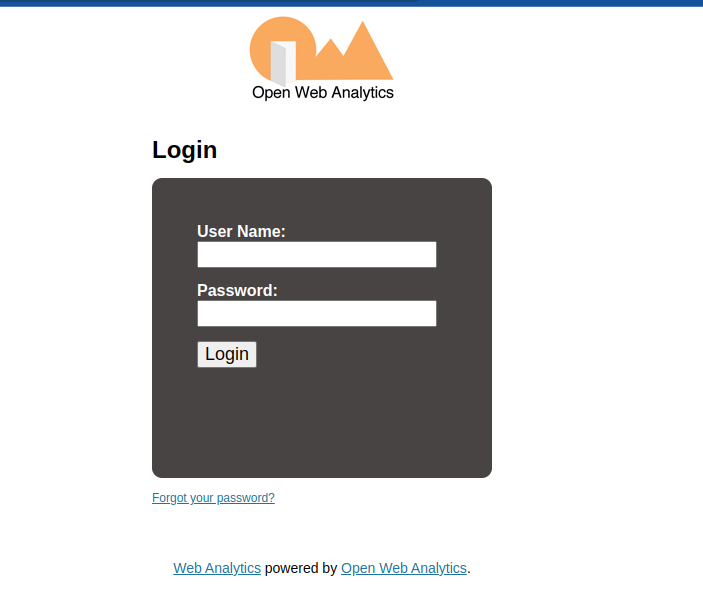 Open Web Analytics
Login
User Name:
Password:
Login
Forgot your password?
Web Analytics powered by Open Web Analytics.